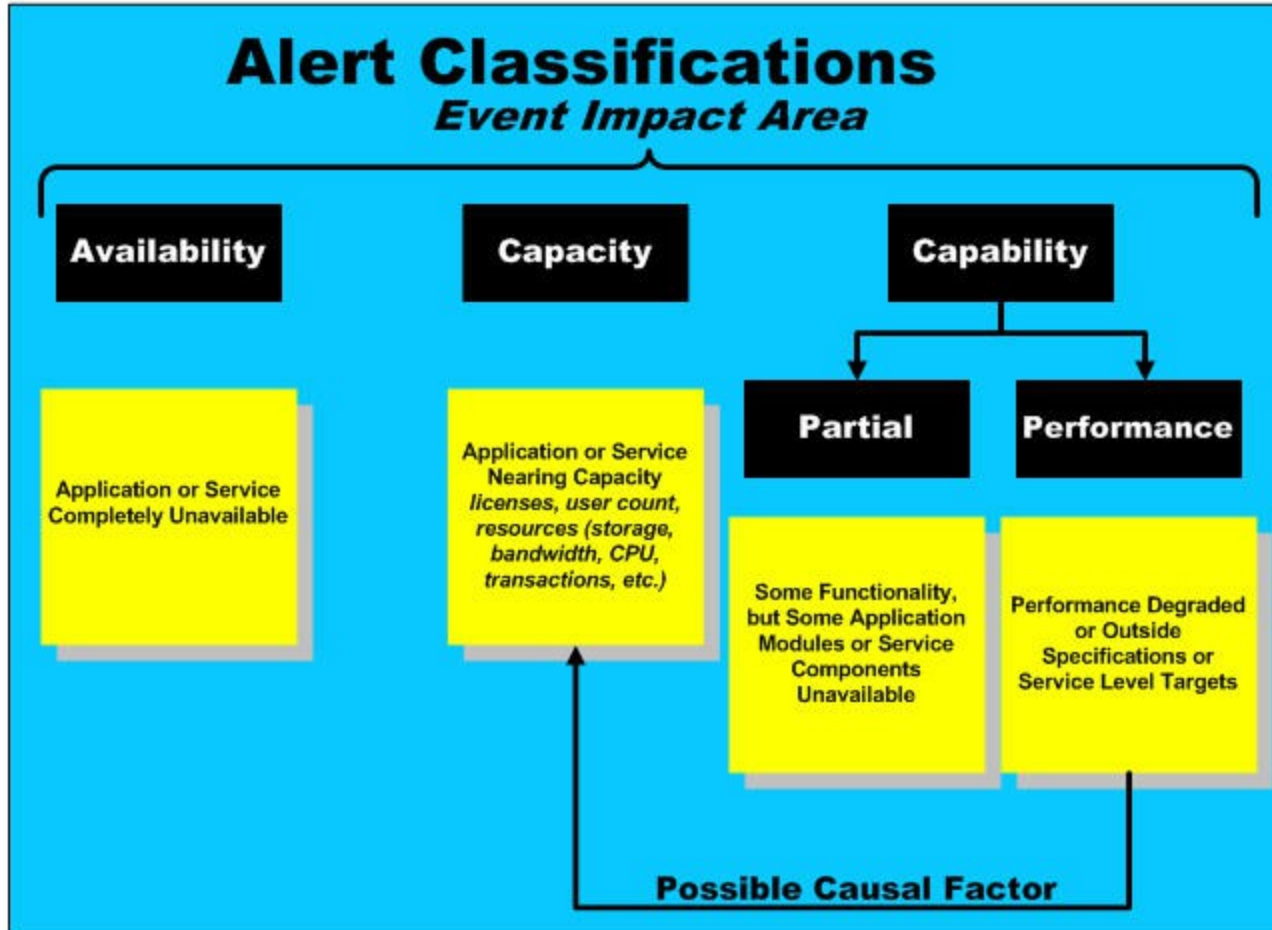 Alert Classifications
Event Impact Area
Availability
Capacity
Capability
Partial
Performance
Application or Service
Completely Unavailable
Application or Service
Nearing Capacity
licenses, user count,
resources (storage,
bandwidth, CPU,
transactions, etc.)
Some Functionality,
but Some Application
Modules or Service
Components
Unavailable
Performance Degraded
or Outside
Specifications or
Service Level Targets
Possible Causal Factor